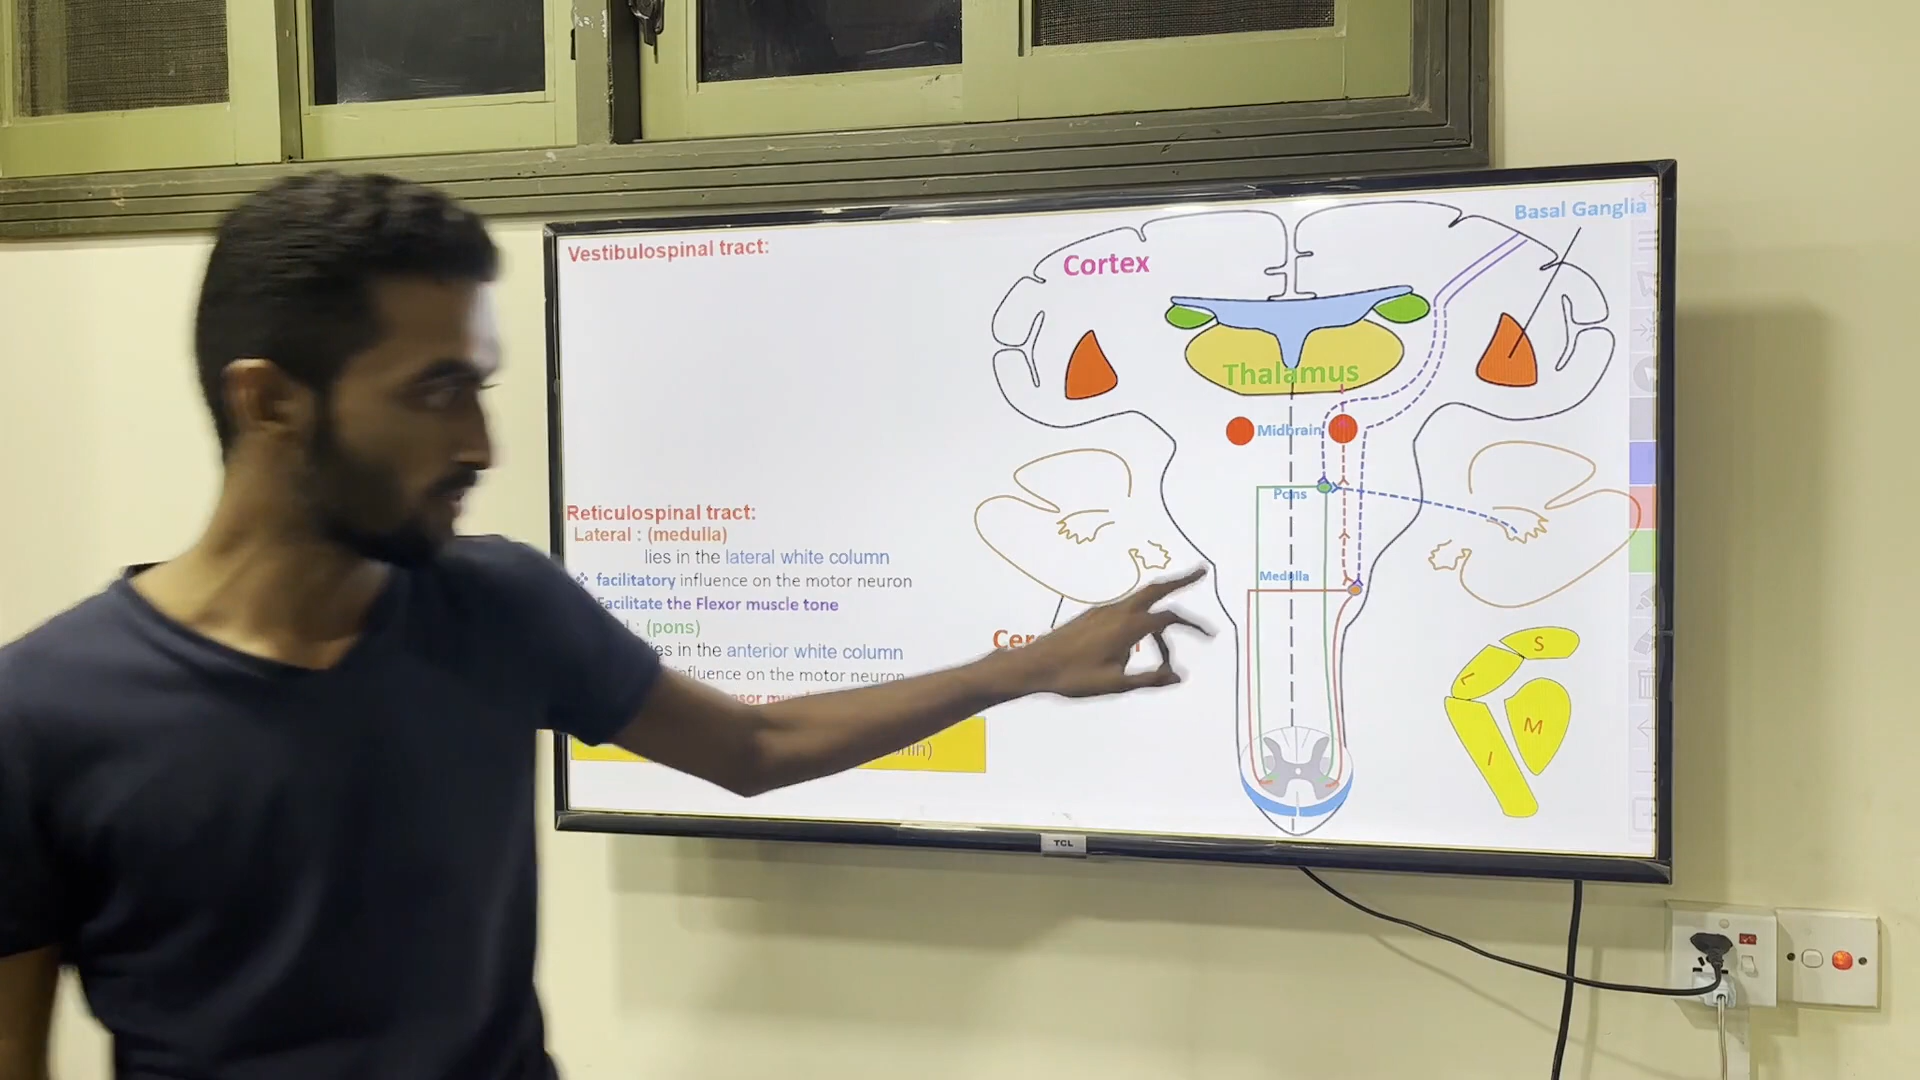 Vestibulospinal tract:
Reticulospinal tract:
Lateral : (medulla)
lies in the lateral white column
facilitatory influence on the motor neuron
Facilitate the Flexor muscle tone
: (pons)
lies in the anterior white column
influence on the motor neuron
Basal Ganglia
Cortex
Thalamus
Midbrain
Pons
Medulla
S
L
M
I
TCL